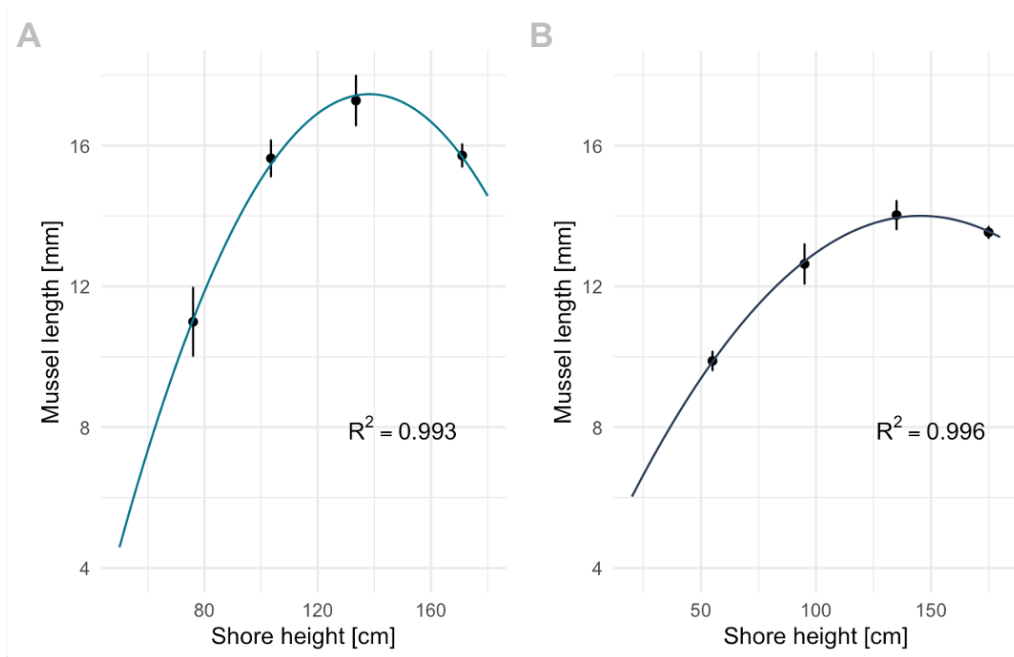 A
16
12
8
4
Mussel length [mm]
R² = 0.993
80 120 160
Shore height [cm]
B
16
12
8
4
Mussel length [mm]
R² = 0.996
50 100 150
Shore height [cm]